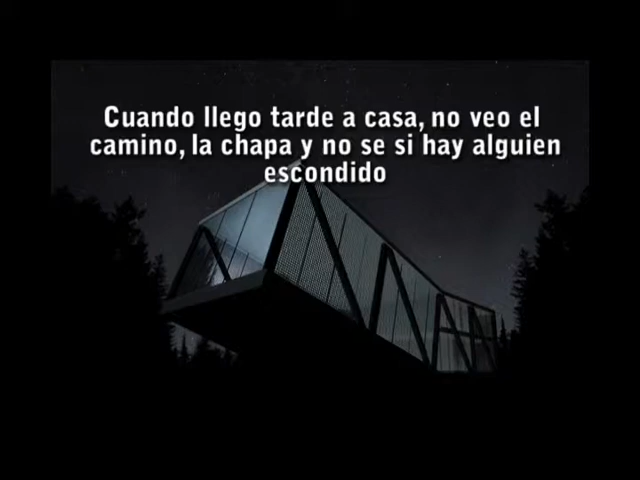 Cuando llego tarde a casa, no veo el
camino, la chapa y no se si hay alguien
escondido